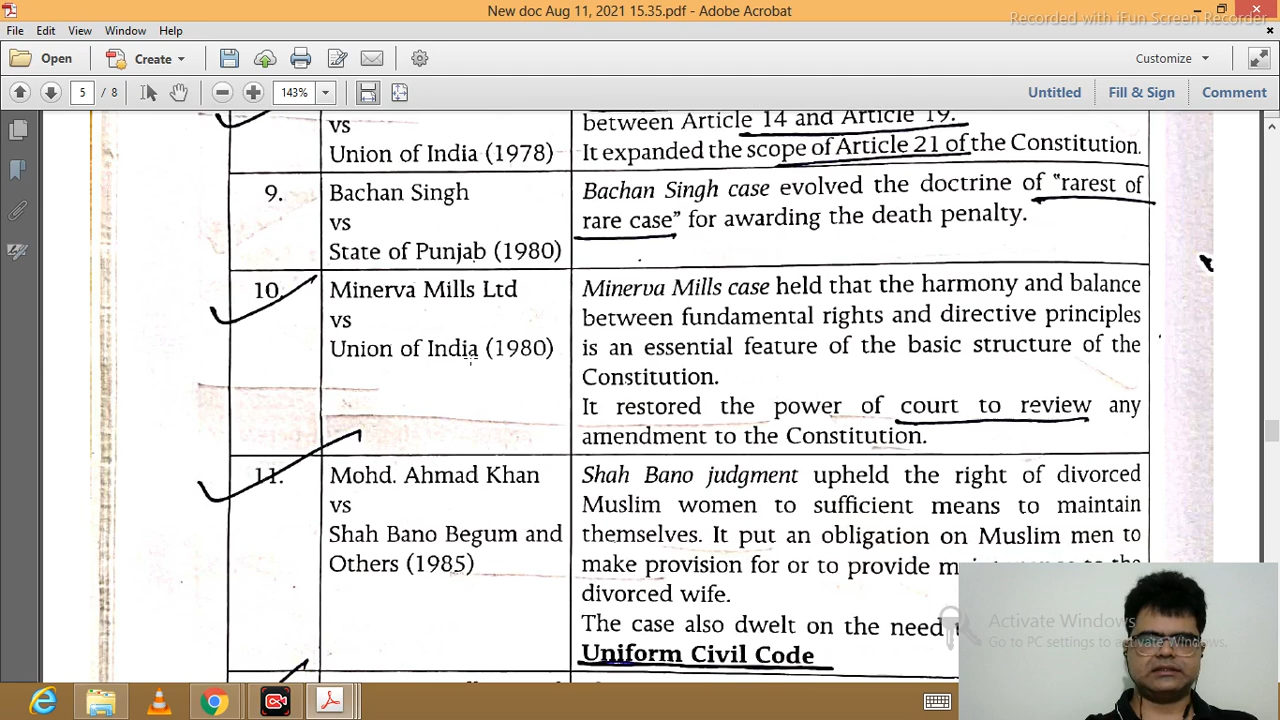 New doc Aug 11, 2021 15.35.pdf - Adobe Acrobat
Recorded with iFun Screen Recorder
File Edit View Window Help
Open Create Customize
5 / 8 143% Untitled Fill & Sign Comment
vs
Union of India (1978)
between Article 14 and Article 19.
It expanded the scope of Article 21 of the Constitution.
9.
Bachan Singh
vs
State of Punjab (1980)
Bachan Singh case evolved the doctrine of "rarest of
rare case" for awarding the death penalty.
10.
Minerva Mills Ltd
vs
Union of India (1980)
Minerva Mills case held that the harmony and balance
between fundamental rights and directive principles
is an essential feature of the basic structure of the
Constitution.
It restored the power of court to review any
amendment to the Constitution.
11.
Mohd. Ahmad Khan
vs
Shah Bano Begum and
Others (1985)
Shah Bano judgment upheld the right of divorced
Muslim women to sufficient means to maintain
themselves. It put an obligation on Muslim men to
make provision for or to provide
divorced wife.
The case also dwelt on the need
Uniform Civil Code
Activate Windows
Go to PC settings to activate Windows.